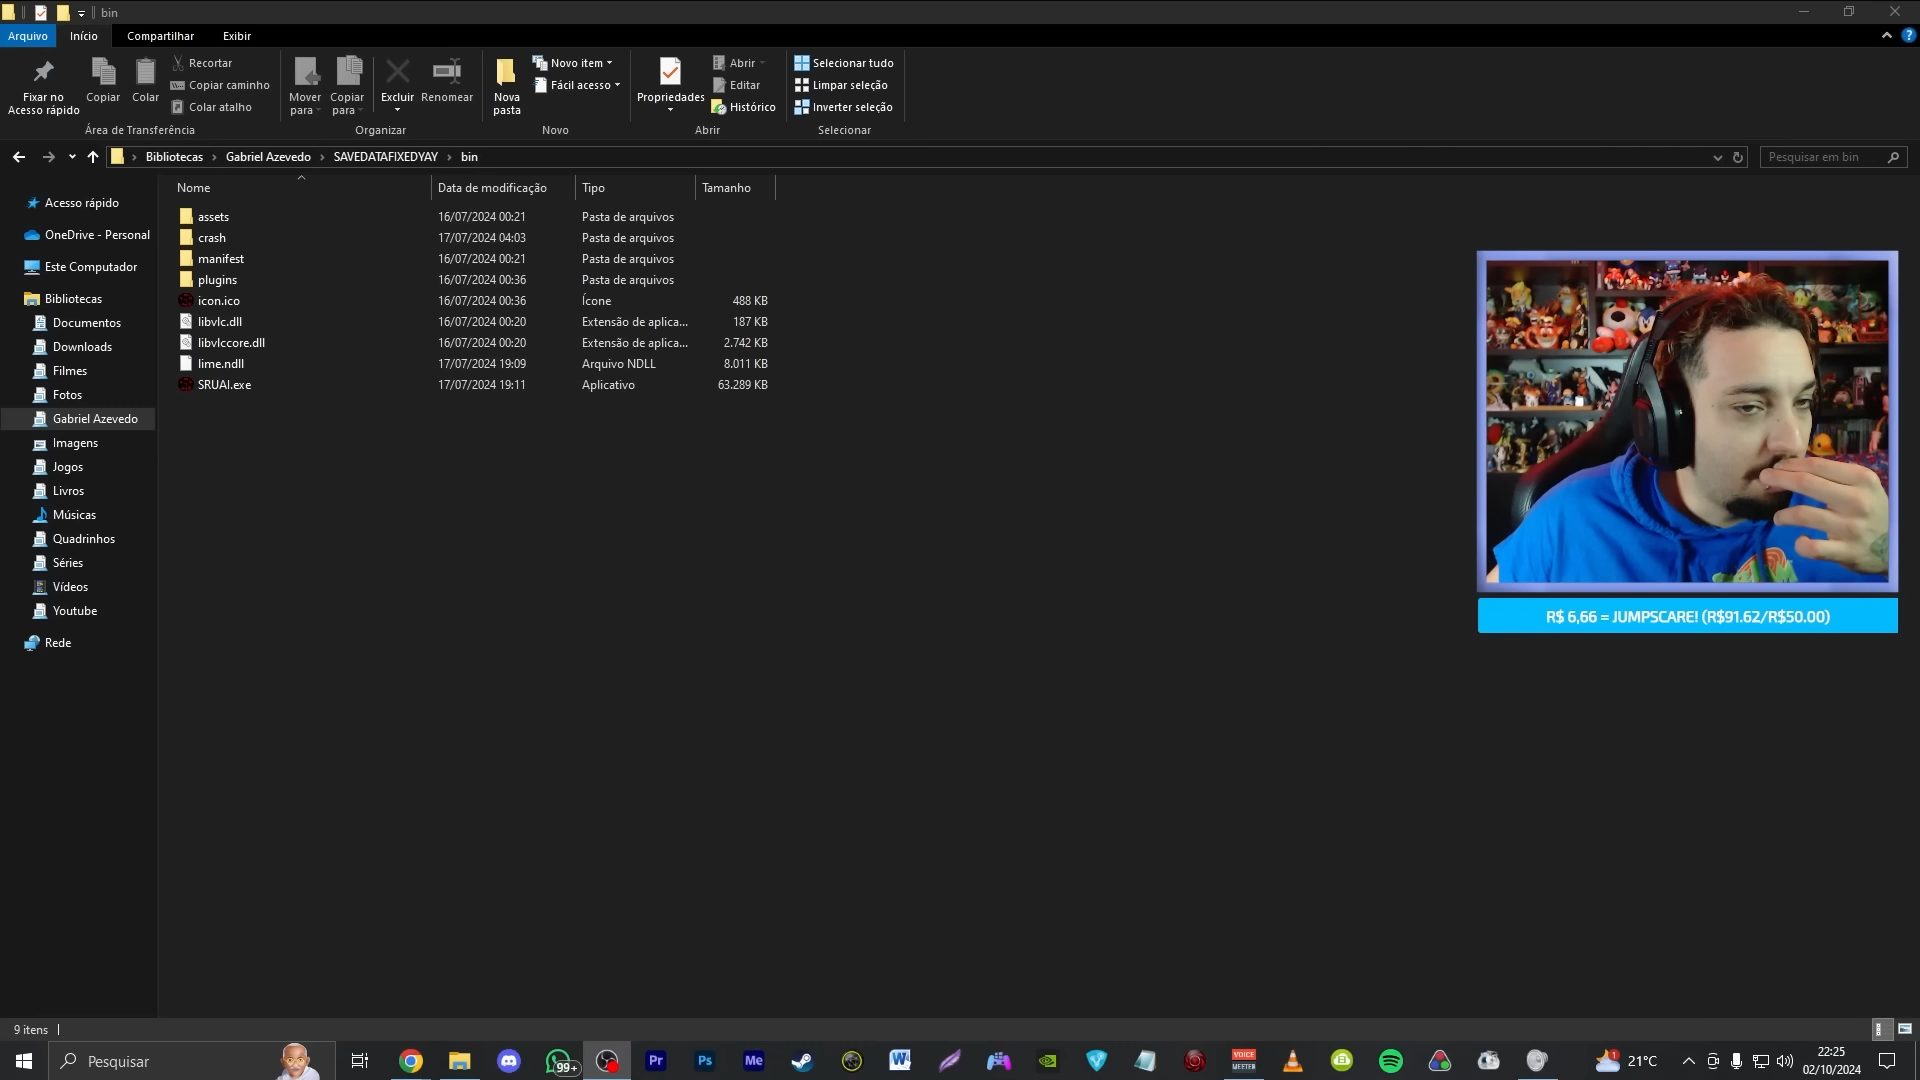 bin
Arquivo
Início
Compartilhar
Exibir
Fixar no
Acesso rápido
Copiar
Colar
Recortar
Copiar caminho
Colar atalho
Área de Transferência
Mover
para
Copiar
para
Excluir
Renomear
Organizar
Nova
pasta
Novo item
Fácil acesso
Novo
Propriedades
Abrir
Editar
Histórico
Abrir
Selecionar tudo
Limpar seleção
Inverter seleção
Selecionar
Bibliotecas > Gabriel Azevedo > SAVEDATAFIXEDYAY > bin
Pesquisar em bin
Acesso rápido
OneDrive - Personal
Este Computador
Bibliotecas
Documentos
Downloads
Filmes
Fotos
Gabriel Azevedo
Imagens
Jogos
Livros
Músicas
Quadrinhos
Séries
Vídeos
Youtube
Rede
Nome Data de modificação Tipo Tamanho
assets 16/07/2024 00:21 Pasta de arquivos
crash 17/07/2024 04:03 Pasta de arquivos
manifest 16/07/2024 00:21 Pasta de arquivos
plugins 16/07/2024 00:36 Pasta de arquivos
icon.ico 16/07/2024 00:36 Ícone 488 KB
libvlc.dll 16/07/2024 00:20 Extensão de aplica... 187 KB
libvlccore.dll 16/07/2024 00:20 Extensão de aplica... 2.742 KB
lime.ndll 17/07/2024 19:09 Arquivo NDLL 8.011 KB
SRUAI.exe 17/07/2024 19:11 Aplicativo 63.289 KB
R$ 6,66 = JUMPSCARE! (R$91.62/R$50.00)
9 itens
Pesquisar
99+
Pr
Ps
Me
W
VOICE
MEETER
1
21°C
22:25
02/10/2024